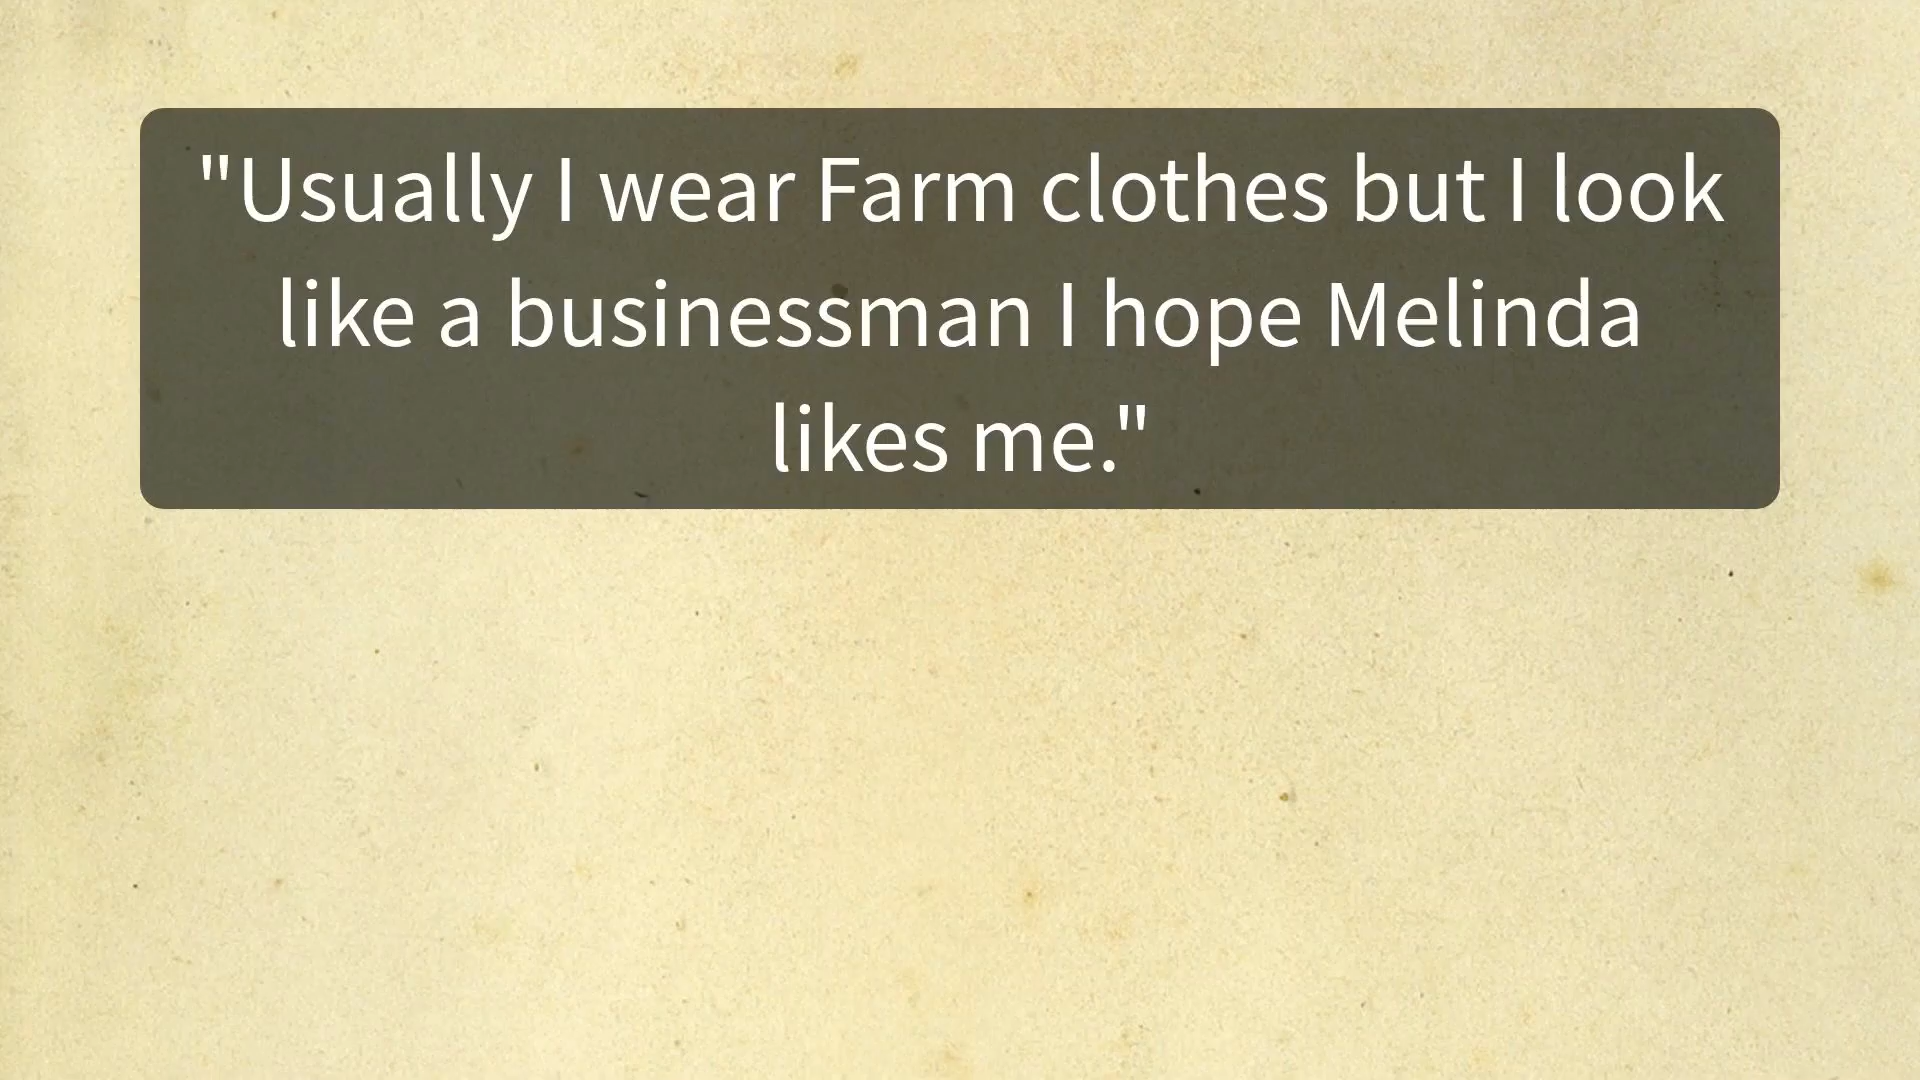 "Usually I wear Farm clothes but I look
like a businessman I hope Melinda
likes me."